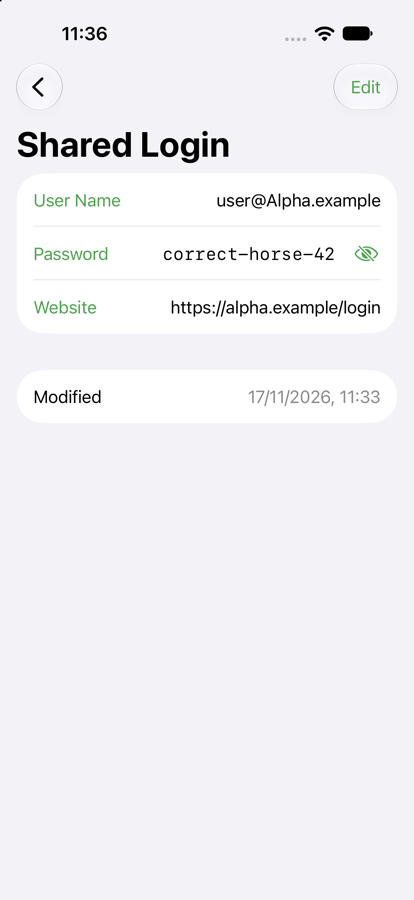 11:36
Edit
Shared Login
User Name user@Alpha.example
Password correct-horse-42
Website https://alpha.example/login
Modified 17/11/2026, 11:33